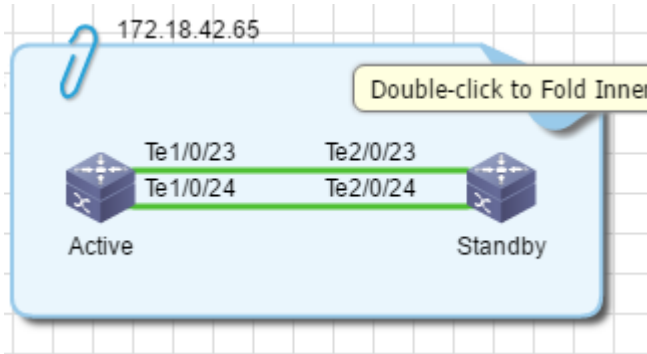 172.18.42.65
Double-click to Fold Inner
Te1/0/23 Te2/0/23
Te1/0/24 Te2/0/24
Active Standby